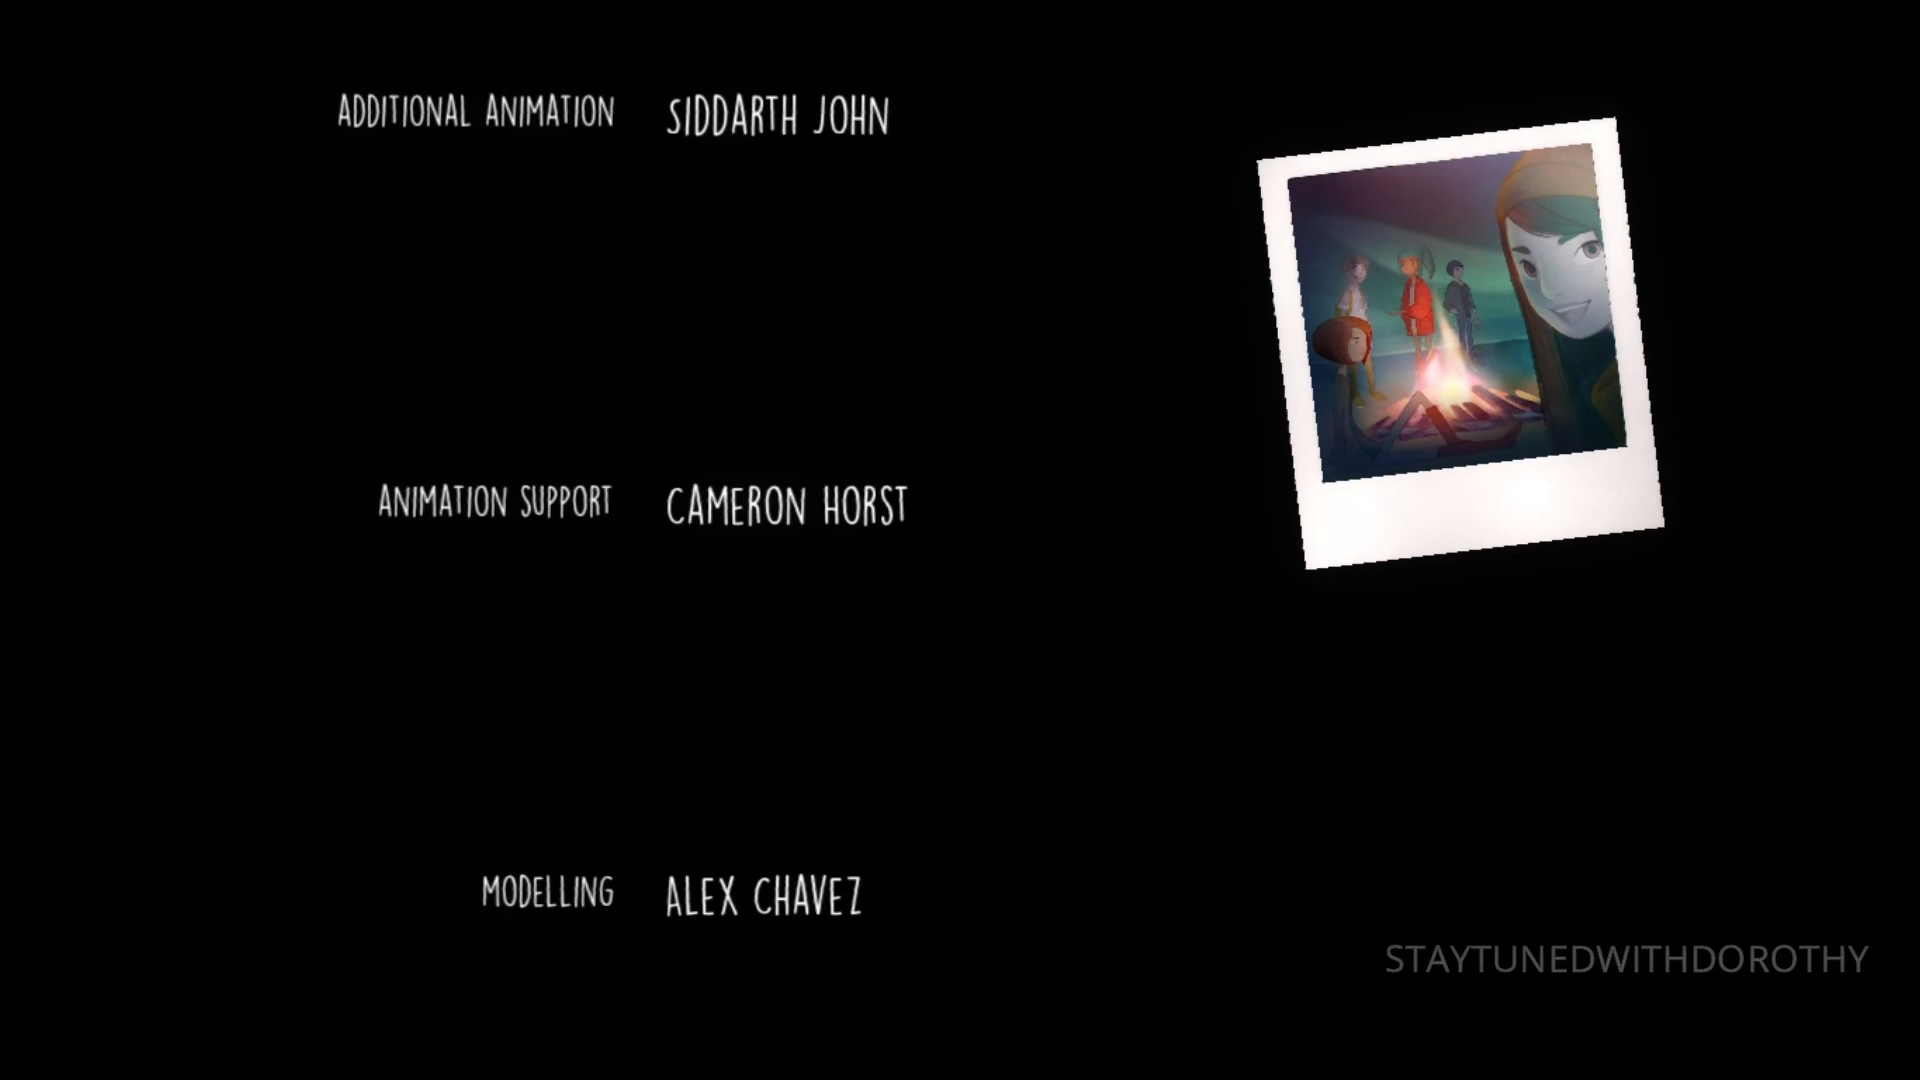 ADDITIONAL ANIMATION SIDDARTH JOHN
ANIMATION SUPPORT CAMERON HORST
MODELLING ALEX CHAVEZ
STAYTUNEDWITHDOROTHY